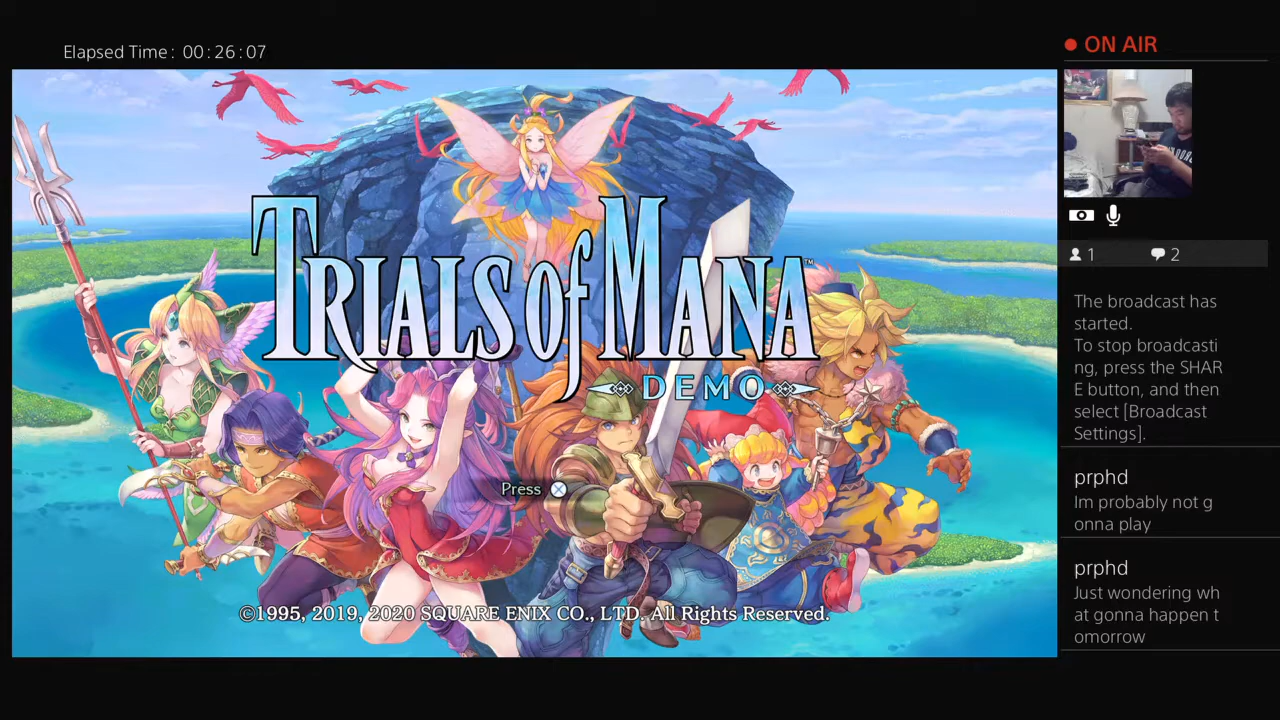 Elapsed Time: 00:26:07
ON AIR
TRIALS of MANA™
DEMO
Press
©1995, 2019, 2020 SQUARE ENIX CO., LTD. All Rights Reserved.
1
2
The broadcast has
started.
To stop broadcasti
ng, press the SHAR
E button, and then
select [Broadcast
Settings].
prphd
Im probably not g
onna play
prphd
Just wondering wh
at gonna happen t
omorrow